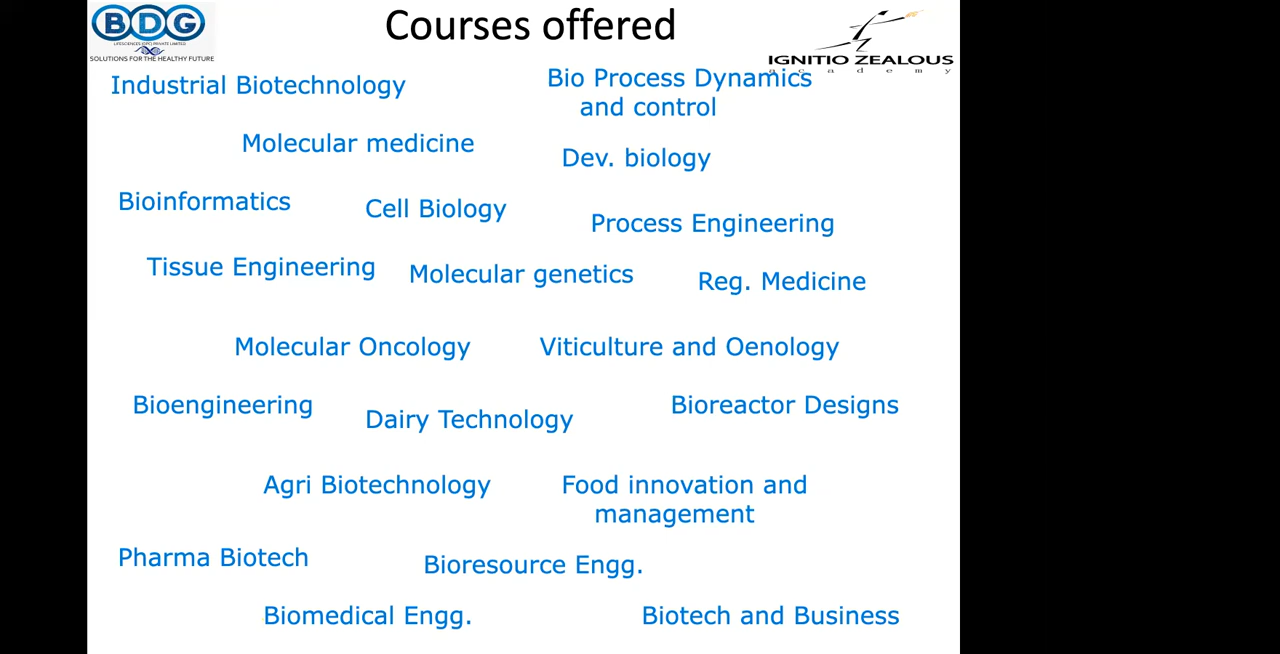 BDG
LIFESCIENCES (OPC) PRIVATE LIMITED
SOLUTIONS FOR THE HEALTHY FUTURE
Courses offered
IGNITIO ZEALOUS
a c a d e m y
Industrial Biotechnology
Bio Process Dynamics
and control
Molecular medicine
Dev. biology
Bioinformatics
Cell Biology
Process Engineering
Tissue Engineering
Molecular genetics
Reg. Medicine
Molecular Oncology
Viticulture and Oenology
Bioengineering
Dairy Technology
Bioreactor Designs
Agri Biotechnology
Food innovation and
management
Pharma Biotech
Bioresource Engg.
Biomedical Engg.
Biotech and Business